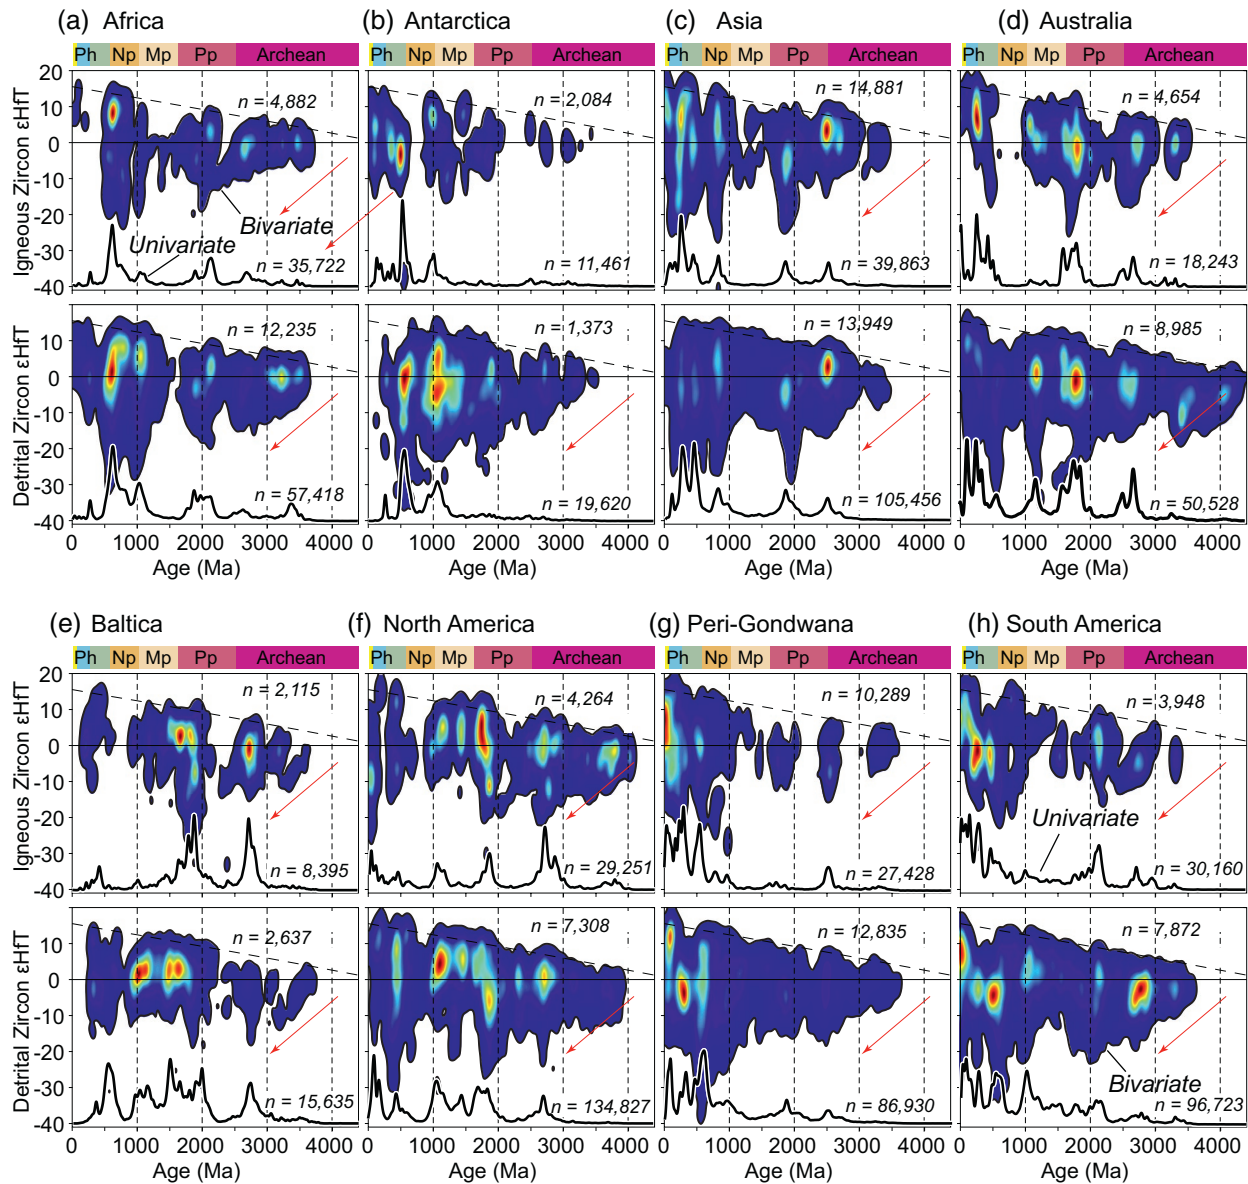 (a) Africa (b) Antarctica (c) Asia (d) Australia
Ph Np Mp Pp Archean Ph Np Mp Pp Archean Ph Np Mp Pp Archean Ph Np Mp Pp Archean
Igneous Zircon εHfT
20
10
0
-10
-20
-30
-40
n = 4,882
Bivariate
Univariate
n = 35,722
n = 2,084
n = 11,461
n = 14,881
n = 39,863
n = 4,654
n = 18,243
Detrital Zircon εHfT
10
0
-10
-20
-30
-40
n = 12,235
n = 57,418
n = 1,373
n = 19,620
n = 13,949
n = 105,456
n = 8,985
n = 50,528
0 1000 2000 3000 4000 0 1000 2000 3000 4000 0 1000 2000 3000 4000 0 1000 2000 3000 4000
Age (Ma) Age (Ma) Age (Ma) Age (Ma)
(e) Baltica (f) North America (g) Peri-Gondwana (h) South America
Ph Np Mp Pp Archean Ph Np Mp Pp Archean Ph Np Mp Pp Archean Ph Np Mp Pp Archean
Igneous Zircon εHfT
20
10
0
-10
-20
-30
-40
n = 2,115
n = 8,395
n = 4,264
n = 29,251
n = 10,289
n = 27,428
n = 3,948
Univariate
n = 30,160
Detrital Zircon εHfT
10
0
-10
-20
-30
-40
n = 2,637
n = 15,635
n = 7,308
n = 134,827
n = 12,835
n = 86,930
n = 7,872
Bivariate
n = 96,723
0 1000 2000 3000 4000 0 1000 2000 3000 4000 0 1000 2000 3000 4000 0 1000 2000 3000 4000
Age (Ma) Age (Ma) Age (Ma) Age (Ma)